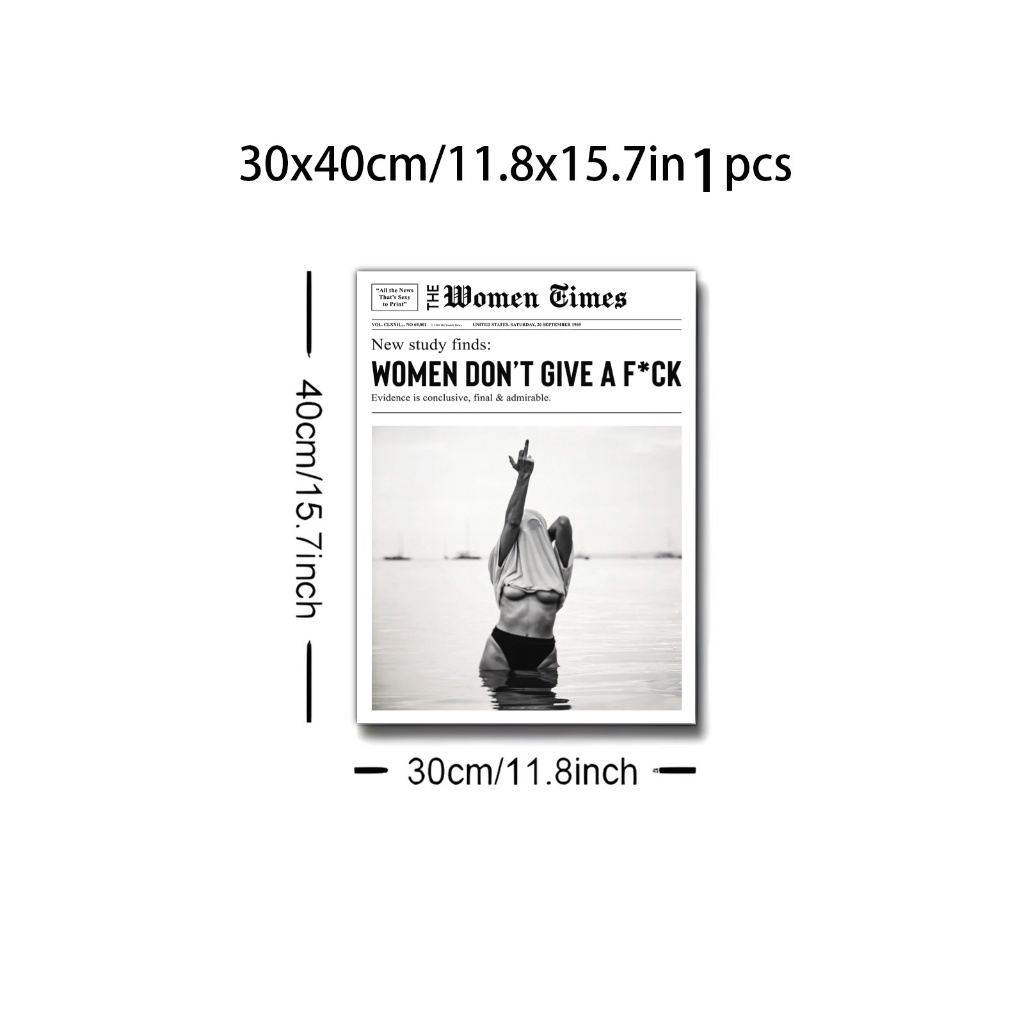 30x40cm/11.8x15.7in 1 pcs
"All the News
That's Sexy
to Print"
THE Women Times
UNITED STATES, SATURDAY, 20 SEPTEMBER 1969
New study finds:
WOMEN DON'T GIVE A F*CK
Evidence is conclusive, final & admirable.
40cm/15.7inch
30cm/11.8inch